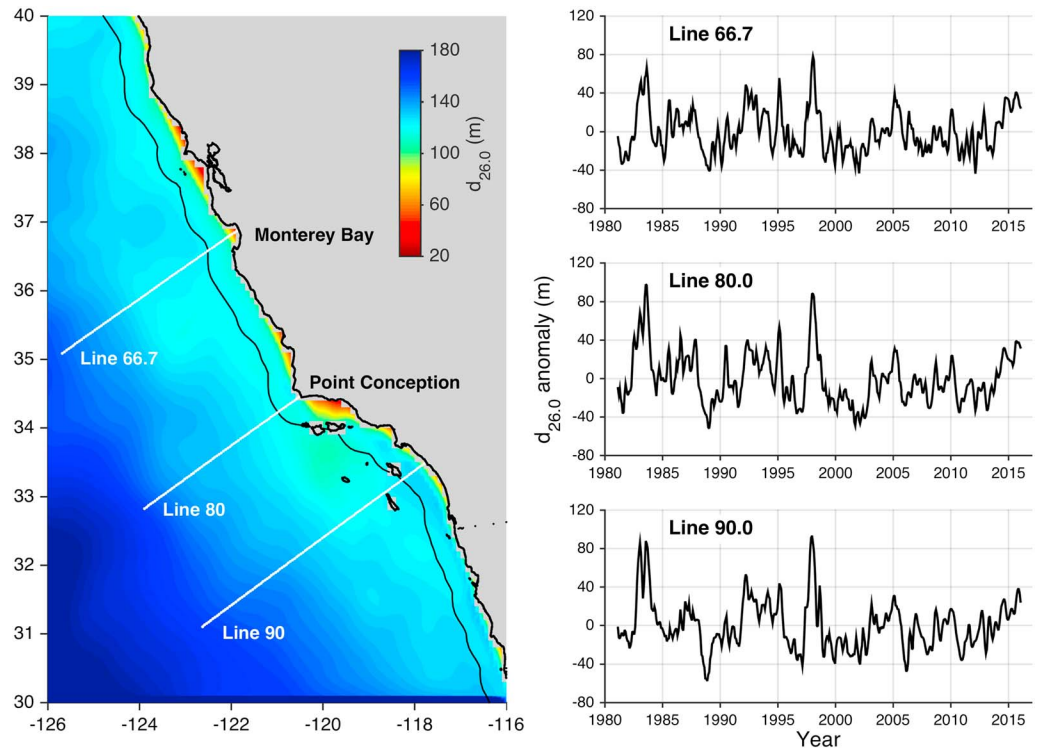 40
39
38
37
36
35
34
33
32
31
30
-126
-124
-122
-120
-118
-116
180
140
100
60
20
d26.0 (m)
Monterey Bay
Line 66.7
Point Conception
Line 80
Line 90
d26.0 anomaly (m)
Line 66.7
120
80
40
0
-40
-80
1980 1985 1990 1995 2000 2005 2010 2015
Line 80.0
120
80
40
0
-40
-80
1980 1985 1990 1995 2000 2005 2010 2015
Line 90.0
120
80
40
0
-40
-80
1980 1985 1990 1995 2000 2005 2010 2015
Year